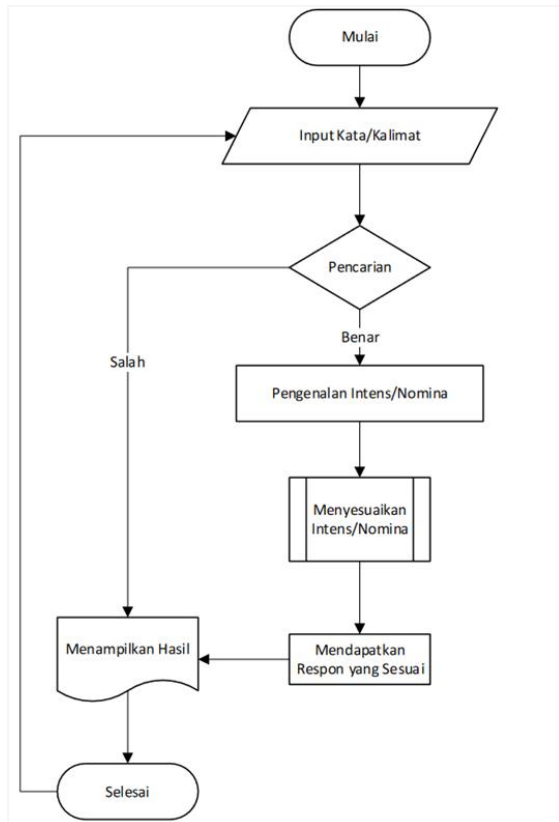 Mulai
Input Kata/Kalimat
Pencarian
Benar
Salah
Pengenalan Intens/Nomina
Menyesuaikan
Intens/Nomina
Menampilkan Hasil
Mendapatkan
Respon yang Sesuai
Selesai